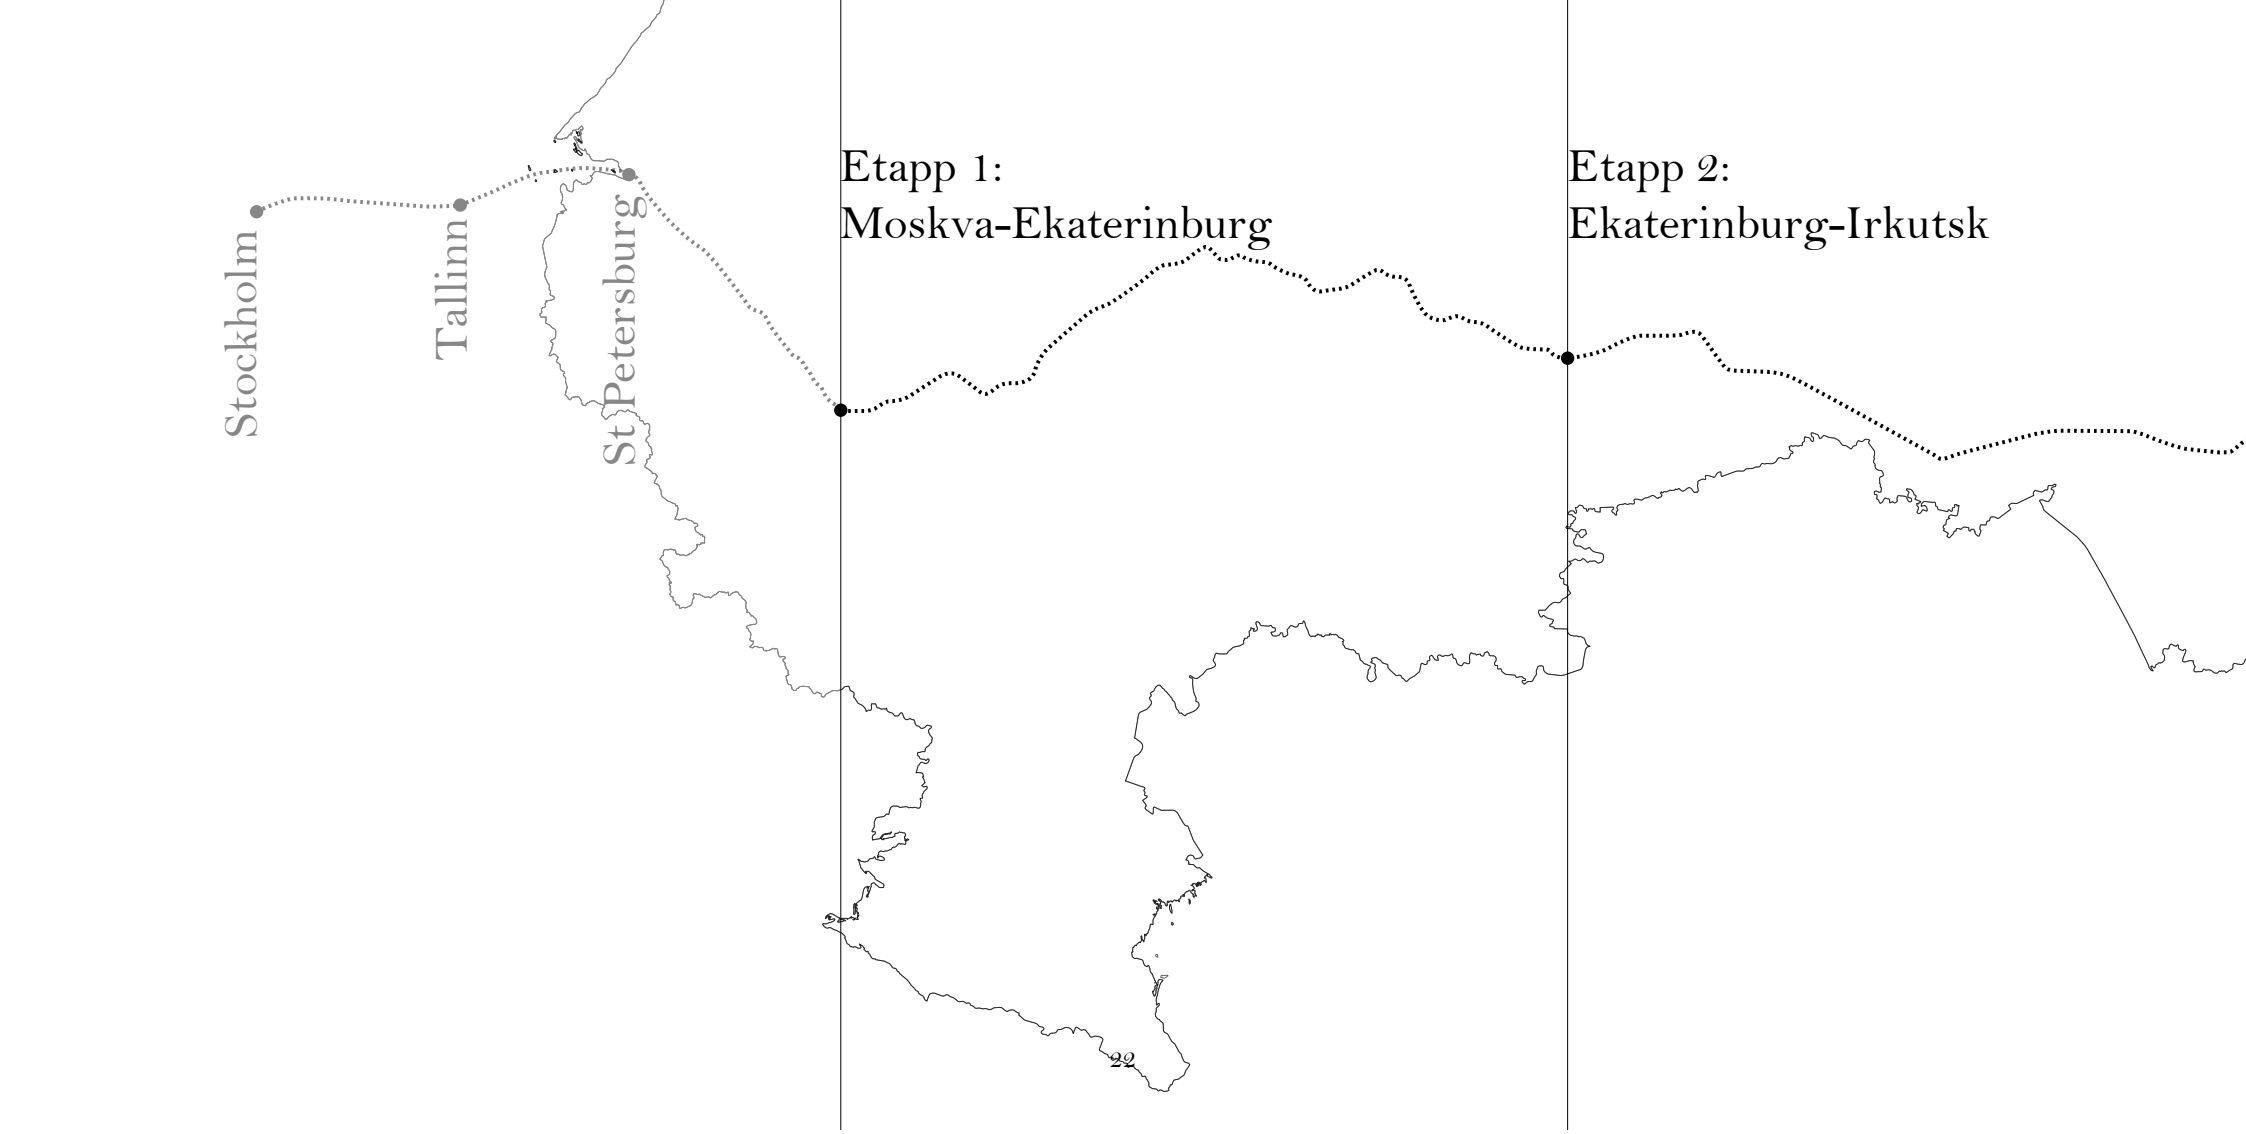 Stockholm
Tallinn
St Petersburg
Etapp 1:
Moskva-Ekaterinburg
Etapp 2:
Ekaterinburg-Irkutsk
22